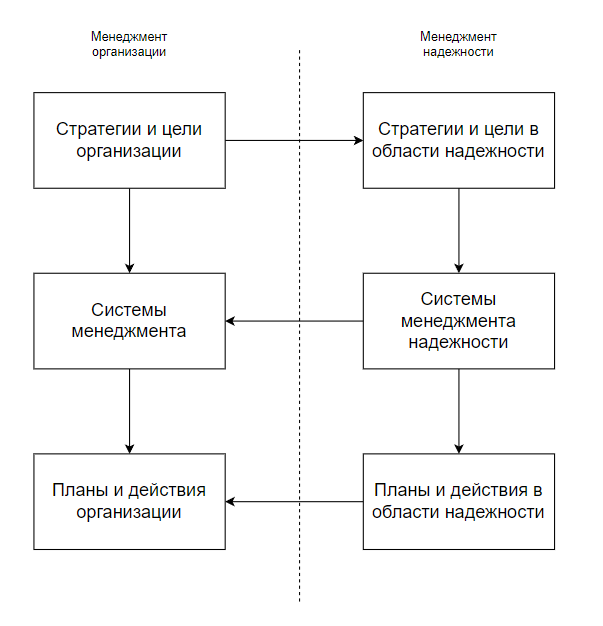 Менеджмент
организации
Менеджмент
надежности
Стратегии и цели
организации
Стратегии и цели в
области надежности
Системы
менеджмента
Системы
менеджмента
надежности
Планы и действия
организации
Планы и действия в
области надежности